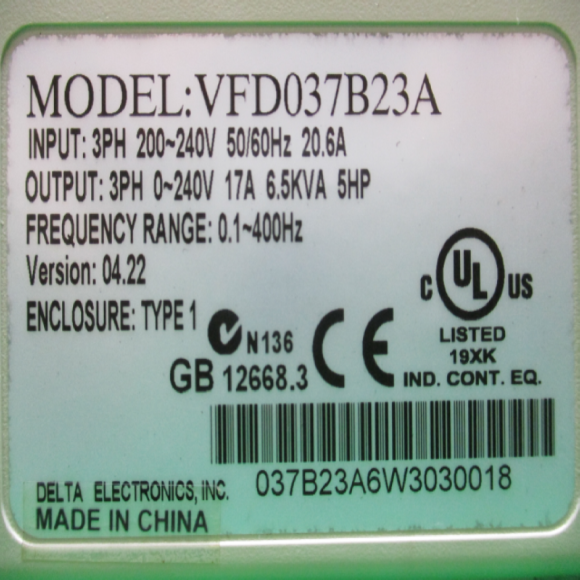 MODEL:VFD037B23A
INPUT: 3PH 200~240V 50/60Hz 20.6A
OUTPUT: 3PH 0~240V 17A 6.5KVA 5HP
FREQUENCY RANGE: 0.1~400Hz
Version: 04.22
ENCLOSURE: TYPE 1
N136
GB 12668.3
CE
C UL US
LISTED
19XK
IND. CONT. EQ.
037B23A6W3030018
DELTA ELECTRONICS, INC.
MADE IN CHINA